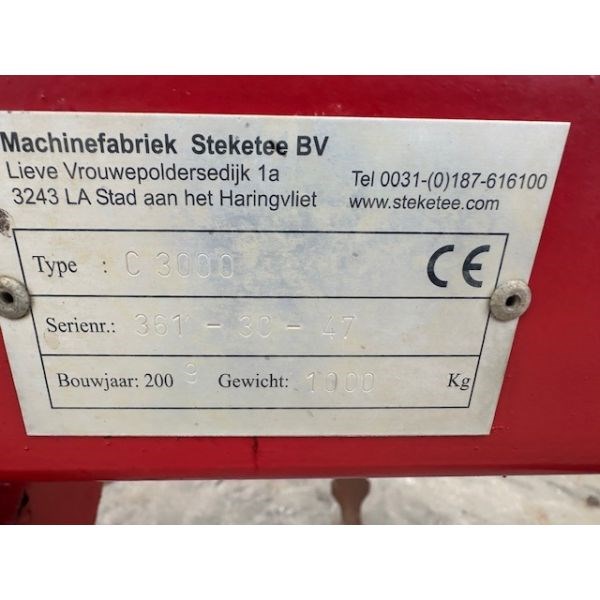 Machinefabriek Steketee BV
Lieve Vrouwepoldersedijk 1a
Tel 0031-(0)187-616100
3243 LA Stad aan het Haringvliet
www.steketee.com
Type : C 3000
CE
Serienr.: 361 - 30 - 47
Bouwjaar: 2009 Gewicht: 1000 Kg